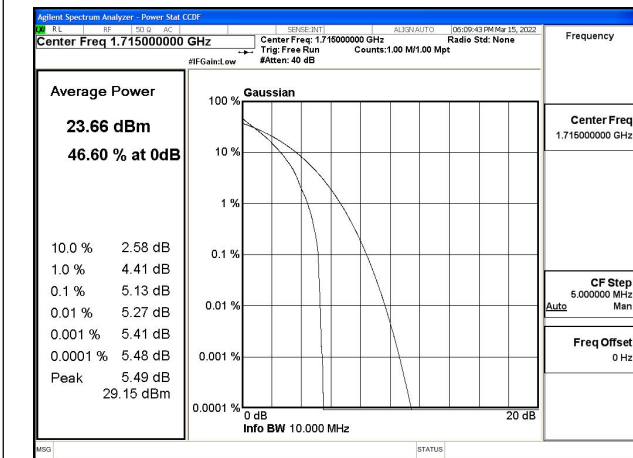 Agilent Spectrum Analyzer - Power Stat CCDF
RL RF 50 Ω AC SENSE:INT ALIGN AUTO 06:09:43 PM Mar 15, 2022
Center Freq 1.715000000 GHz
Center Freq: 1.715000000 GHz Radio Std: None
Trig: Free Run Counts:1.00 M/1.00 Mpt
#IFGain:Low #Atten: 40 dB
Average Power
23.66 dBm
46.60 % at 0dB
10.0 % 2.58 dB
1.0 % 4.41 dB
0.1 % 5.13 dB
0.01 % 5.27 dB
0.001 % 5.41 dB
0.0001 % 5.48 dB
Peak 5.49 dB
29.15 dBm
Gaussian
100 %
10 %
1 %
0.1 %
0.01 %
0.001 %
0.0001 %
0 dB 20 dB
Info BW 10.000 MHz
Frequency
Center Freq
1.715000000 GHz
CF Step
5.000000 MHz
Auto Man
Freq Offset
0 Hz
MSG STATUS